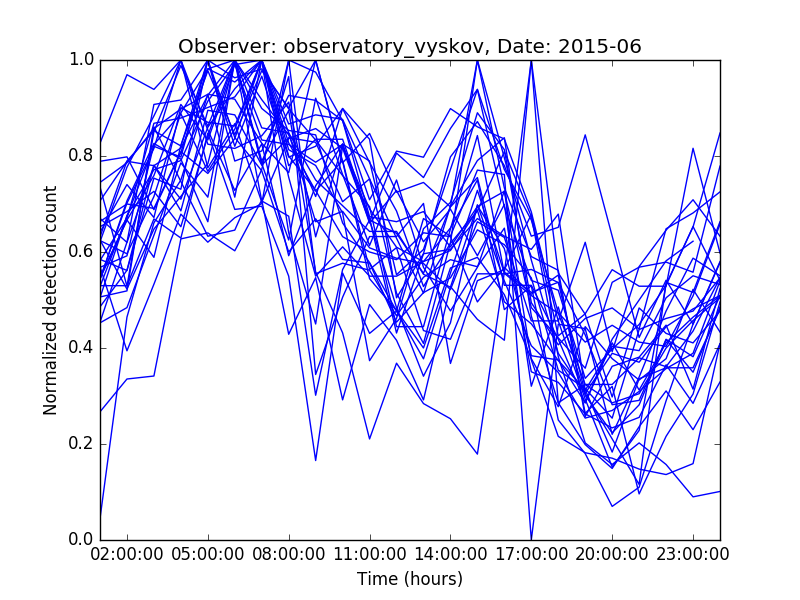 Observer: observatory_vyskov, Date: 2015-06
1.0
0.8
0.6
0.4
0.2
0.0
Normalized detection count
02:00:00 05:00:00 08:00:00 11:00:00 14:00:00 17:00:00 20:00:00 23:00:00
Time (hours)